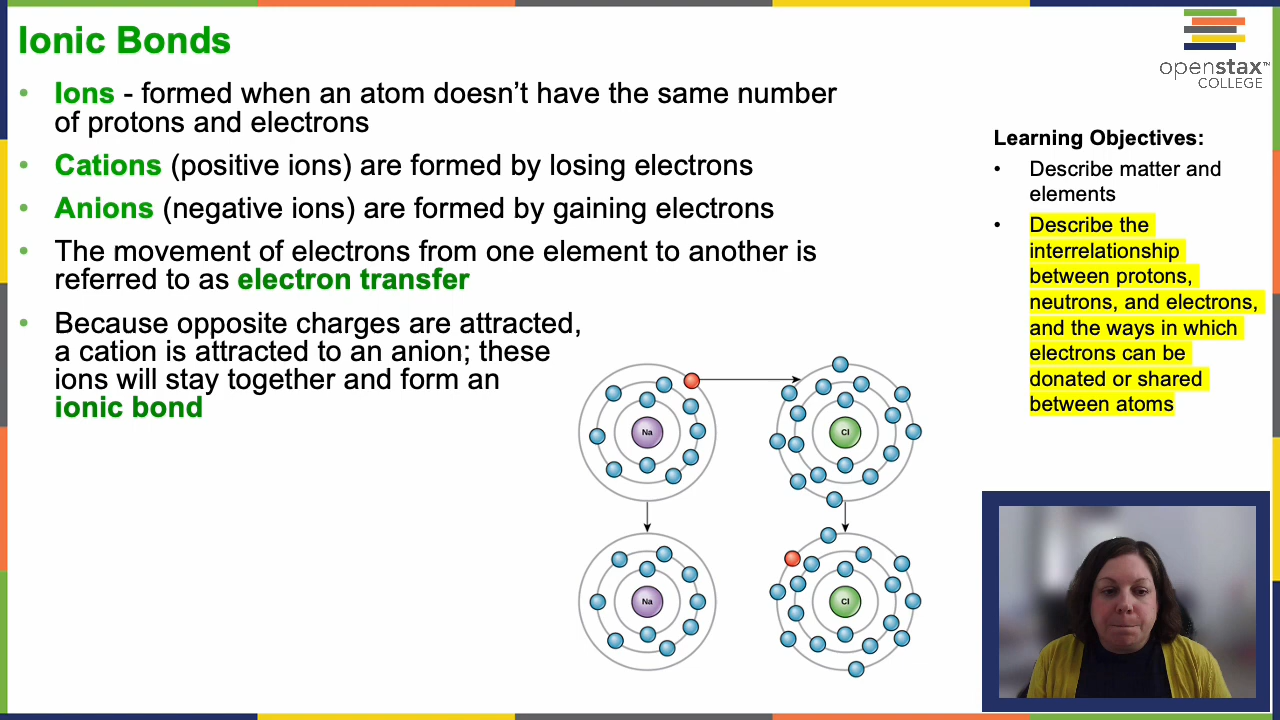 Ionic Bonds
• Ions - formed when an atom doesn’t have the same number
of protons and electrons
• Cations (positive ions) are formed by losing electrons
• Anions (negative ions) are formed by gaining electrons
• The movement of electrons from one element to another is
referred to as electron transfer
• Because opposite charges are attracted,
a cation is attracted to an anion; these
ions will stay together and form an
ionic bond
Na
Cl
Na
Cl
openstax™
COLLEGE
Learning Objectives:
• Describe matter and
elements
• Describe the
interrelationship
between protons,
neutrons, and electrons,
and the ways in which
electrons can be
donated or shared
between atoms